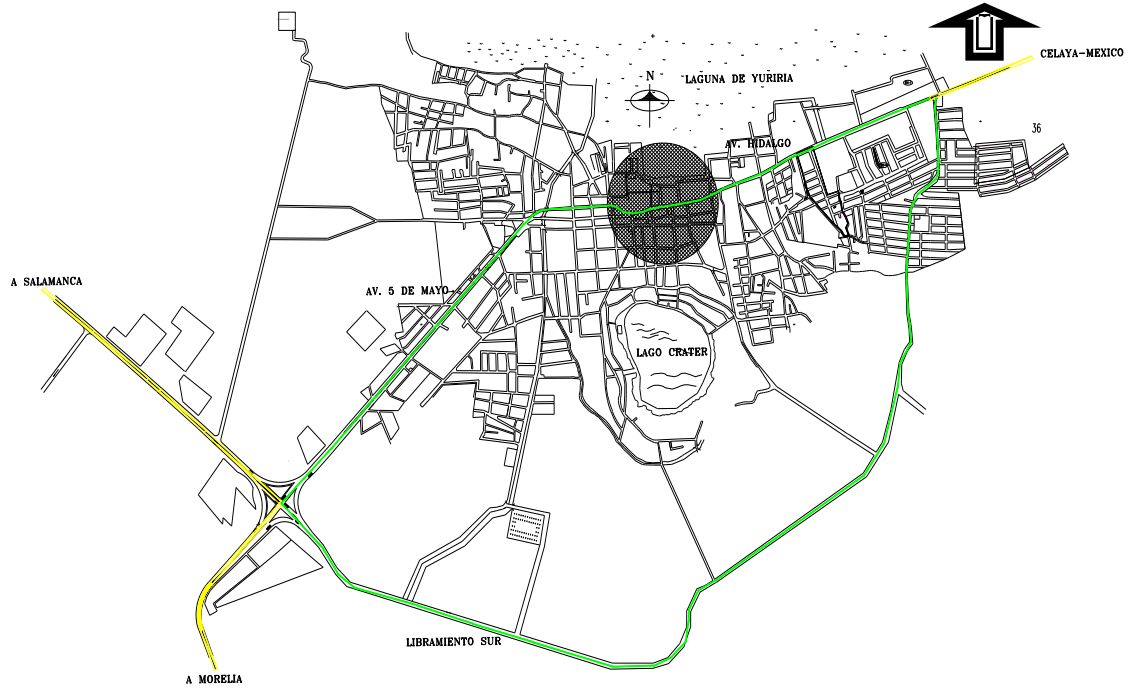 CELAYA-MEXICO
N
LAGUNA DE YURIRIA
36
AV. HIDALGO
A SALAMANCA
AV. 5 DE MAYO
LAGO CRATER
LIBRAMIENTO SUR
A MORELIA